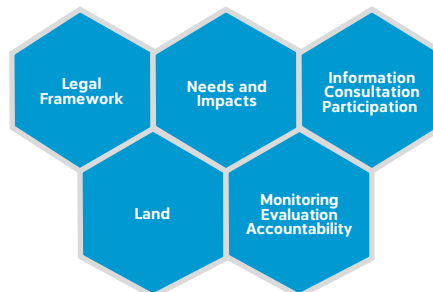 Legal
Framework
Needs and
Impacts
Information
Consultation
Participation
Land
Monitoring
Evaluation
Accountability